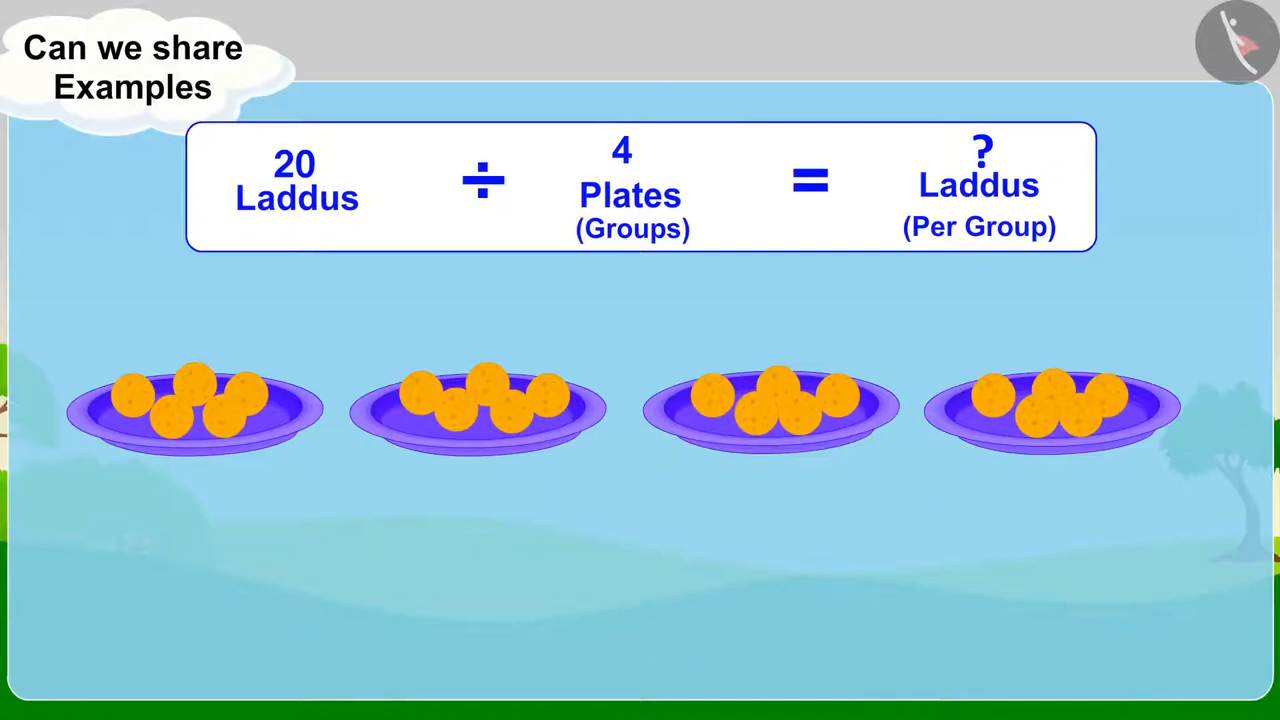 Can we share
Examples
20
Laddus
÷
4
Plates
(Groups)
=
?
Laddus
(Per Group)